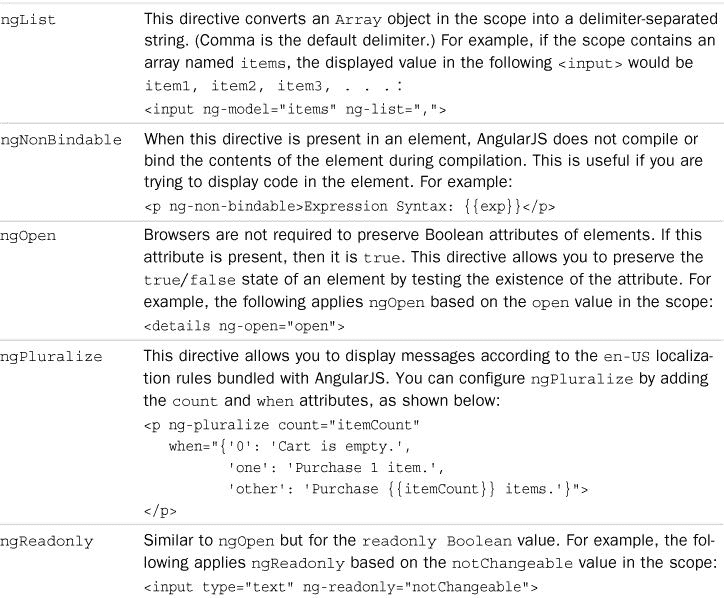 ngList This directive converts an Array object in the scope into a delimiter-separated
string. (Comma is the default delimiter.) For example, if the scope contains an
array named items, the displayed value in the following <input> would be
item1, item2, item3, . . .:
<input ng-model="items" ng-list=",">
ngNonBindable When this directive is present in an element, AngularJS does not compile or
bind the contents of the element during compilation. This is useful if you are
trying to display code in the element. For example:
<p ng-non-bindable>Expression Syntax: {{exp}}</p>
ngOpen Browsers are not required to preserve Boolean attributes of elements. If this
attribute is present, then it is true. This directive allows you to preserve the
true/false state of an element by testing the existence of the attribute. For
example, the following applies ngOpen based on the open value in the scope:
<details ng-open="open">
ngPluralize This directive allows you to display messages according to the en-US localiza-
tion rules bundled with AngularJS. You can configure ngPluralize by adding
the count and when attributes, as shown below:
<p ng-pluralize count="itemCount"
when="{'0': 'Cart is empty.',
'one': 'Purchase 1 item.',
'other': 'Purchase {{itemCount}} items.'}">
</p>
ngReadonly Similar to ngOpen but for the readonly Boolean value. For example, the fol-
lowing applies ngReadonly based on the notChangeable value in the scope:
<input type="text" ng-readonly="notChangeable">